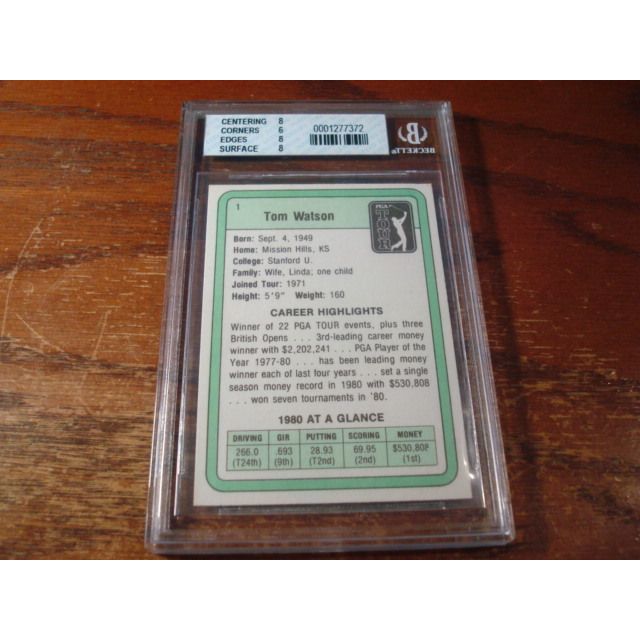 CENTERING 8
CORNERS 6
EDGES 8
SURFACE 8
0001277372
BECKETT
1
Tom Watson
PGA
TOUR
Born: Sept. 4, 1949
Home: Mission Hills, KS
College: Stanford U.
Family: Wife, Linda; one child
Joined Tour: 1971
Height: 5'9" Weight: 160
CAREER HIGHLIGHTS
Winner of 22 PGA TOUR events, plus three
British Opens . . . 3rd-leading career money
winner with $2,202,241 . . . PGA Player of the
Year 1977-80 . . . has been leading money
winner each of last four years . . . set a single
season money record in 1980 with $530,808
. . . won seven tournaments in '80.
1980 AT A GLANCE
DRIVING GIR PUTTING SCORING MONEY
266.0 .693 28.93 69.95 $530,808
(T24th) (9th) (T2nd) (2nd) (1st)